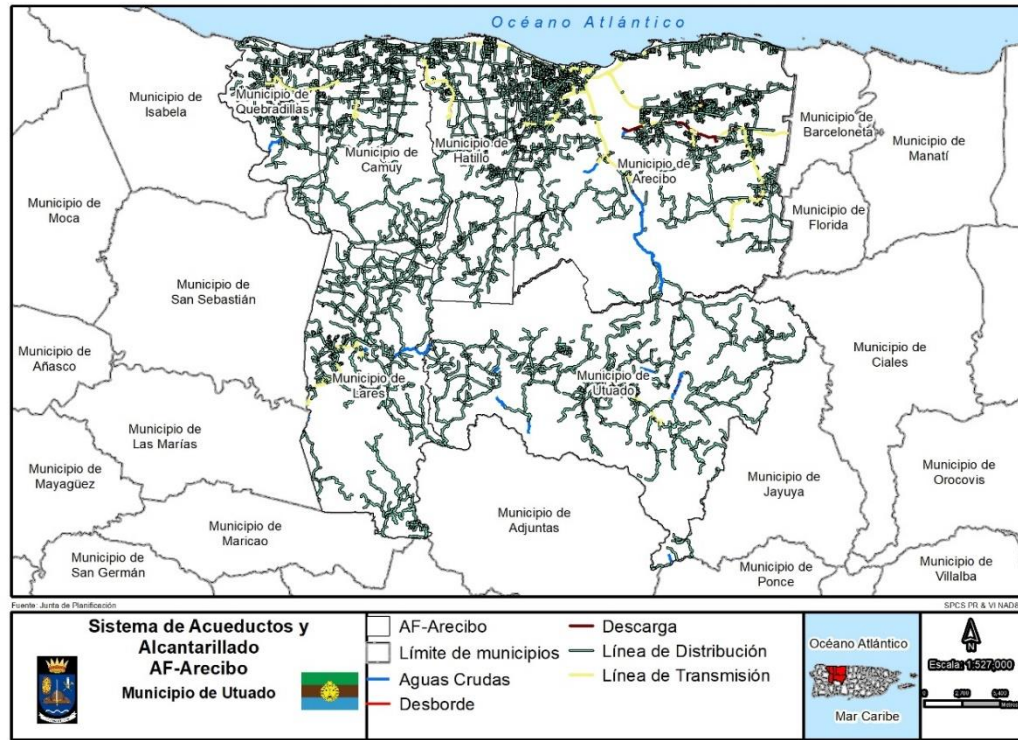 Océano Atlántico
Municipio de
Isabela
Municipio de
Quebradillas
Municipio de
Camuy
Municipio de
Hatillo
Municipio de
Arecibo
Municipio de
Barceloneta
Municipio de
Manatí
Municipio de
Florida
Municipio de
Moca
Municipio de
San Sebastián
Municipio de
Añasco
Municipio de
Lares
Municipio de
Utuado
Municipio de
Ciales
Municipio de
Las Marías
Municipio de
Mayagüez
Municipio de
Maricao
Municipio de
San Germán
Municipio de
Adjuntas
Municipio de
Jayuya
Municipio de
Orocovis
Municipio de
Ponce
Municipio de
Villalba
Fuente: Junta de Planificación
SPCS PR & VI NAD8
Sistema de Acueductos y
Alcantarillado
AF-Arecibo
Municipio de Utuado
AF-Arecibo
Límite de municipios
Aguas Crudas
Desborde
Descarga
Línea de Distribución
Línea de Transmisión
Océano Atlántico
Mar Caribe
N
Escala: 1:527,000
0